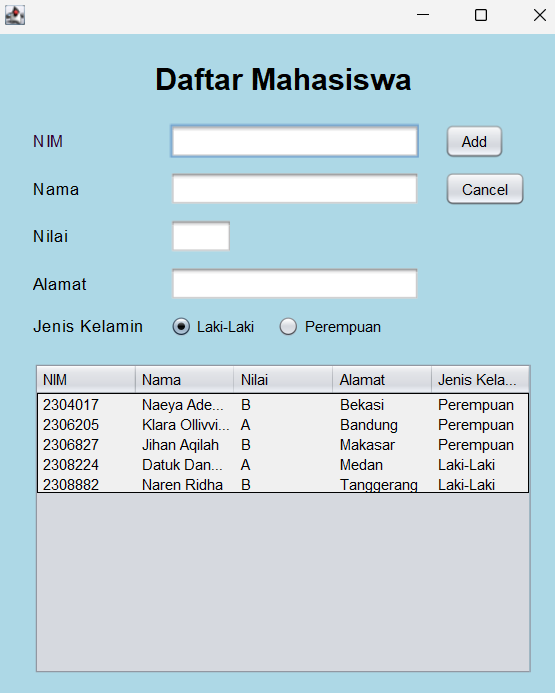 Daftar Mahasiswa
NIM Add
Nama Cancel
Nilai
Alamat
Jenis Kelamin Laki-Laki Perempuan
NIM Nama Nilai Alamat Jenis Kela...
2304017 Naeya Ade... B Bekasi Perempuan
2306205 Klara Ollivvi... A Bandung Perempuan
2306827 Jihan Aqilah B Makasar Perempuan
2308224 Datuk Dan... A Medan Laki-Laki
2308882 Naren Ridha B Tanggerang Laki-Laki